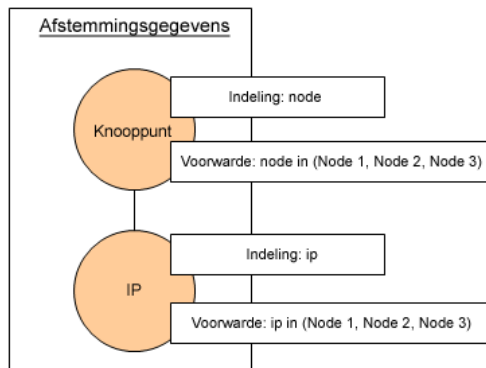 Afstemmingsgegevens
Indeling: node
Knooppunt
Voorwarde: node in (Node 1, Node 2, Node 3)
Indeling: ip
IP
Voorwarde: ip in (Node 1, Node 2, Node 3)